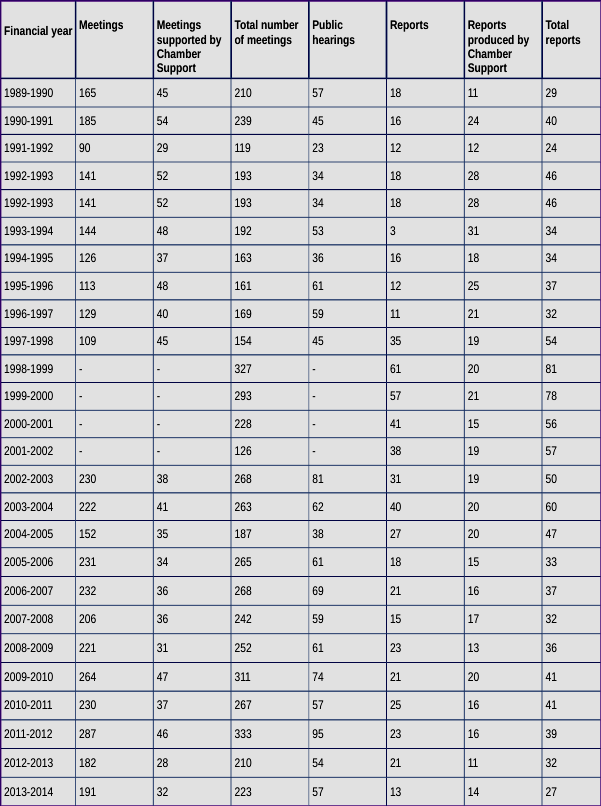 Financial year Meetings Meetings supported by Chamber Support Total number of meetings Public hearings Reports Reports produced by Chamber Support Total reports
1989-1990 165 45 210 57 18 11 29
1990-1991 185 54 239 45 16 24 40
1991-1992 90 29 119 23 12 12 24
1992-1993 141 52 193 34 18 28 46
1992-1993 141 52 193 34 18 28 46
1993-1994 144 48 192 53 3 31 34
1994-1995 126 37 163 36 16 18 34
1995-1996 113 48 161 61 12 25 37
1996-1997 129 40 169 59 11 21 32
1997-1998 109 45 154 45 35 19 54
1998-1999 - - 327 - 61 20 81
1999-2000 - - 293 - 57 21 78
2000-2001 - - 228 - 41 15 56
2001-2002 - - 126 - 38 19 57
2002-2003 230 38 268 81 31 19 50
2003-2004 222 41 263 62 40 20 60
2004-2005 152 35 187 38 27 20 47
2005-2006 231 34 265 61 18 15 33
2006-2007 232 36 268 69 21 16 37
2007-2008 206 36 242 59 15 17 32
2008-2009 221 31 252 61 23 13 36
2009-2010 264 47 311 74 21 20 41
2010-2011 230 37 267 57 25 16 41
2011-2012 287 46 333 95 23 16 39
2012-2013 182 28 210 54 21 11 32
2013-2014 191 32 223 57 13 14 27